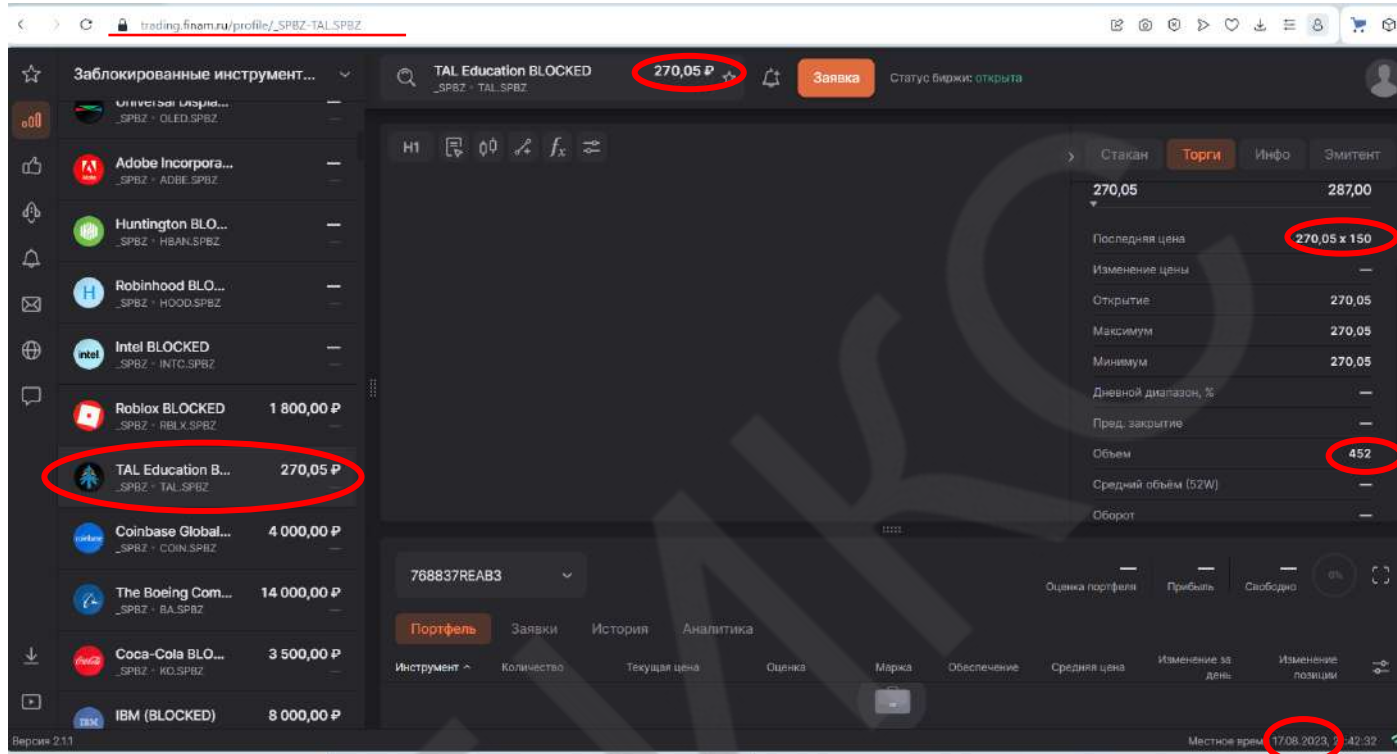 trading.finam.ru/profile/_SPBZ-TAL.SPBZ
Заблокированные инструмент...
TAL Education BLOCKED 270,05 ₽
_SPBZ · TAL.SPBZ
Заявка
Статус биржи: открыта
Universal Displa... —
_SPBZ · OLED.SPBZ
Adobe Incorpora... —
_SPBZ · ADBE.SPBZ —
Huntington BLO... —
_SPBZ · HBAN.SPBZ —
Robinhood BLO... —
_SPBZ · HOOD.SPBZ —
Intel BLOCKED —
_SPBZ · INTC.SPBZ —
Roblox BLOCKED 1 800,00 ₽
_SPBZ · RBLX.SPBZ —
TAL Education B... 270,05 ₽
_SPBZ · TAL.SPBZ —
Coinbase Global... 4 000,00 ₽
_SPBZ · COIN.SPBZ —
The Boeing Com... 14 000,00 ₽
_SPBZ · BA.SPBZ —
Coca-Cola BLO... 3 500,00 ₽
_SPBZ · KO.SPBZ —
IBM (BLOCKED) 8 000,00 ₽
H1 fx
Стакан Торги Инфо Эмитент
270,05 287,00
Последняя цена 270,05 x 150
Изменение цены —
Открытие 270,05
Максимум 270,05
Минимум 270,05
Дневной диапазон, % —
Пред. закрытие —
Объем 452
Средний объём (52W) —
Оборот —
768837REAB3
— — — 0%
Оценка портфеля Прибыль Свободно
Портфель Заявки История Аналитика
Инструмент Количество Текущая цена Оценка Маржа Обеспечение Средняя цена Изменение за день Изменение позиции
Версия 2.1.1
Местное время 17.08.2023,
:42:32